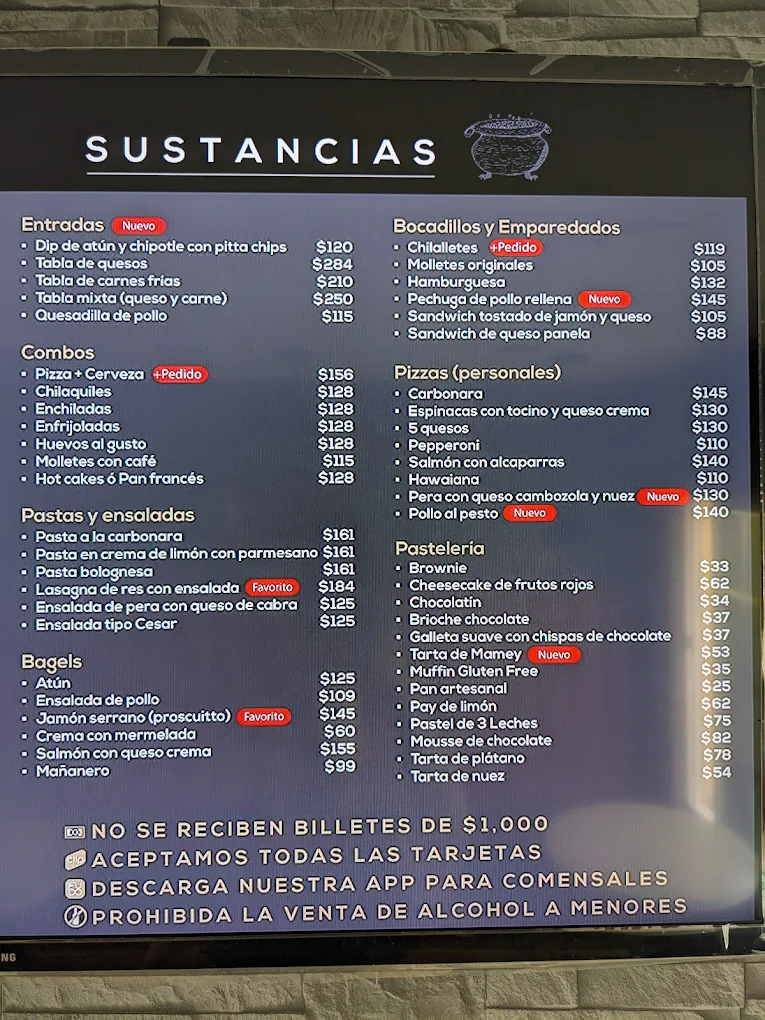 SUSTANCIAS
Entradas Nuevo
Dip de atún y chipotle con pitta chips $120
Tabla de quesos $284
Tabla de carnes frías $210
Tabla mixta (queso y carne) $250
Quesadilla de pollo $115
Combos
Pizza + Cerveza +Pedido $156
Chilaquiles $128
Enchiladas $128
Enfrijoladas $128
Huevos al gusto $128
Molletes con café $115
Hot cakes ó Pan francés $128
Pastas y ensaladas
Pasta a la carbonara $161
Pasta en crema de limón con parmesano $161
Pasta bolognesa $161
Lasagna de res con ensalada Favorito $184
Ensalada de pera con queso de cabra $125
Ensalada tipo Cesar $125
Bagels
Atún $125
Ensalada de pollo $109
Jamón serrano (proscuitto) Favorito $145
Crema con mermelada $60
Salmón con queso crema $155
Mañanero $99
Bocadillos y Emparedados
Chilalletes +Pedido $119
Molletes originales $105
Hamburguesa $132
Pechuga de pollo rellena Nuevo $145
Sandwich tostado de jamón y queso $105
Sandwich de queso panela $88
Pizzas (personales)
Carbonara $145
Espinacas con tocino y queso crema $130
5 quesos $130
Pepperoni $110
Salmón con alcaparras $140
Hawaiana $110
Pera con queso cambozola y nuez Nuevo $130
Pollo al pesto Nuevo $140
Pastelería
Brownie $33
Cheesecake de frutos rojos $62
Chocolatín $34
Brioche chocolate $37
Galleta suave con chispas de chocolate $37
Tarta de Mamey Nuevo $53
Muffin Gluten Free $35
Pan artesanal $25
Pay de limón $62
Pastel de 3 Leches $75
Mousse de chocolate $82
Tarta de plátano $78
Tarta de nuez $54
NO SE RECIBEN BILLETES DE $1,000
ACEPTAMOS TODAS LAS TARJETAS
DESCARGA NUESTRA APP PARA COMENSALES
PROHIBIDA LA VENTA DE ALCOHOL A MENORES
NG